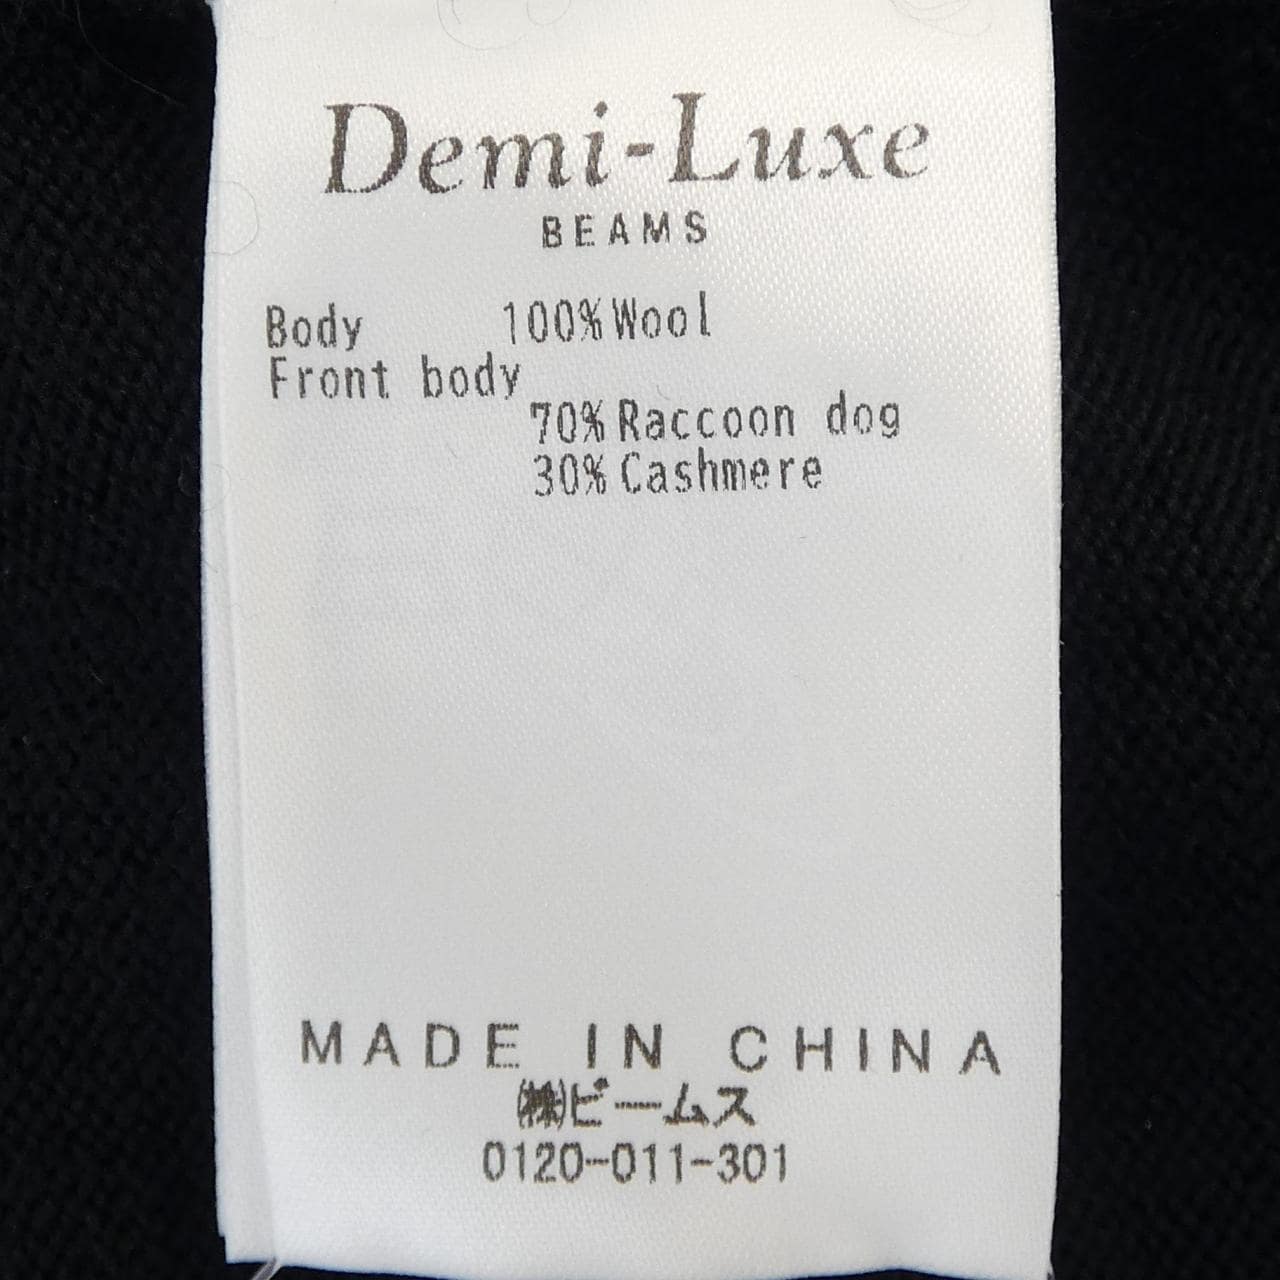 Demi-Luxe
BEAMS
Body 100%Wool
Front body
70%Raccoon dog
30%Cashmere
MADE IN CHINA
㈱ビームス
0120-011-301